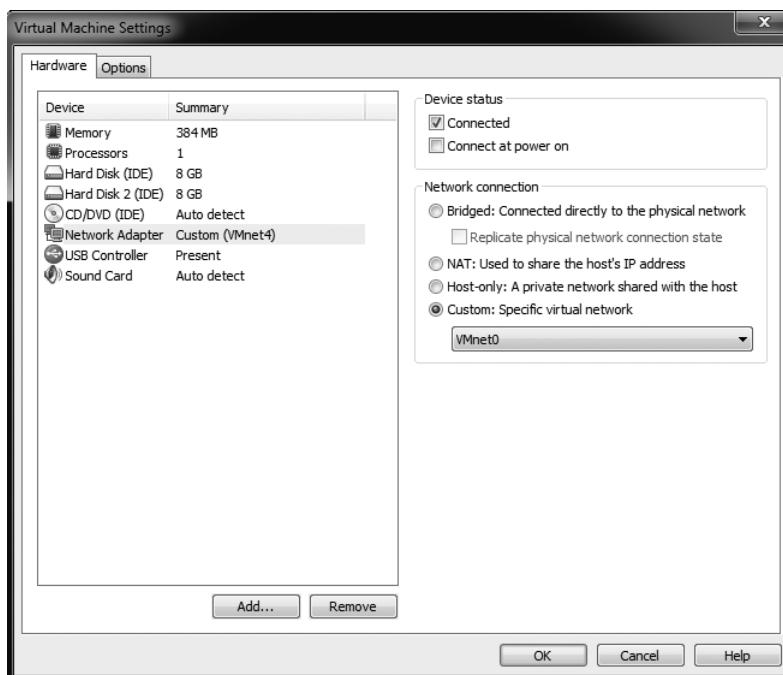 Virtual Machine Settings
x
Hardware Options
Device Summary
Memory 384 MB
Processors 1
Hard Disk (IDE) 8 GB
Hard Disk 2 (IDE) 8 GB
CD/DVD (IDE) Auto detect
Network Adapter Custom (VMnet4)
USB Controller Present
Sound Card Auto detect
Add... Remove
Device status
Connected
Connect at power on
Network connection
Bridged: Connected directly to the physical network
Replicate physical network connection state
NAT: Used to share the host's IP address
Host-only: A private network shared with the host
Custom: Specific virtual network
VMnet0
OK Cancel Help